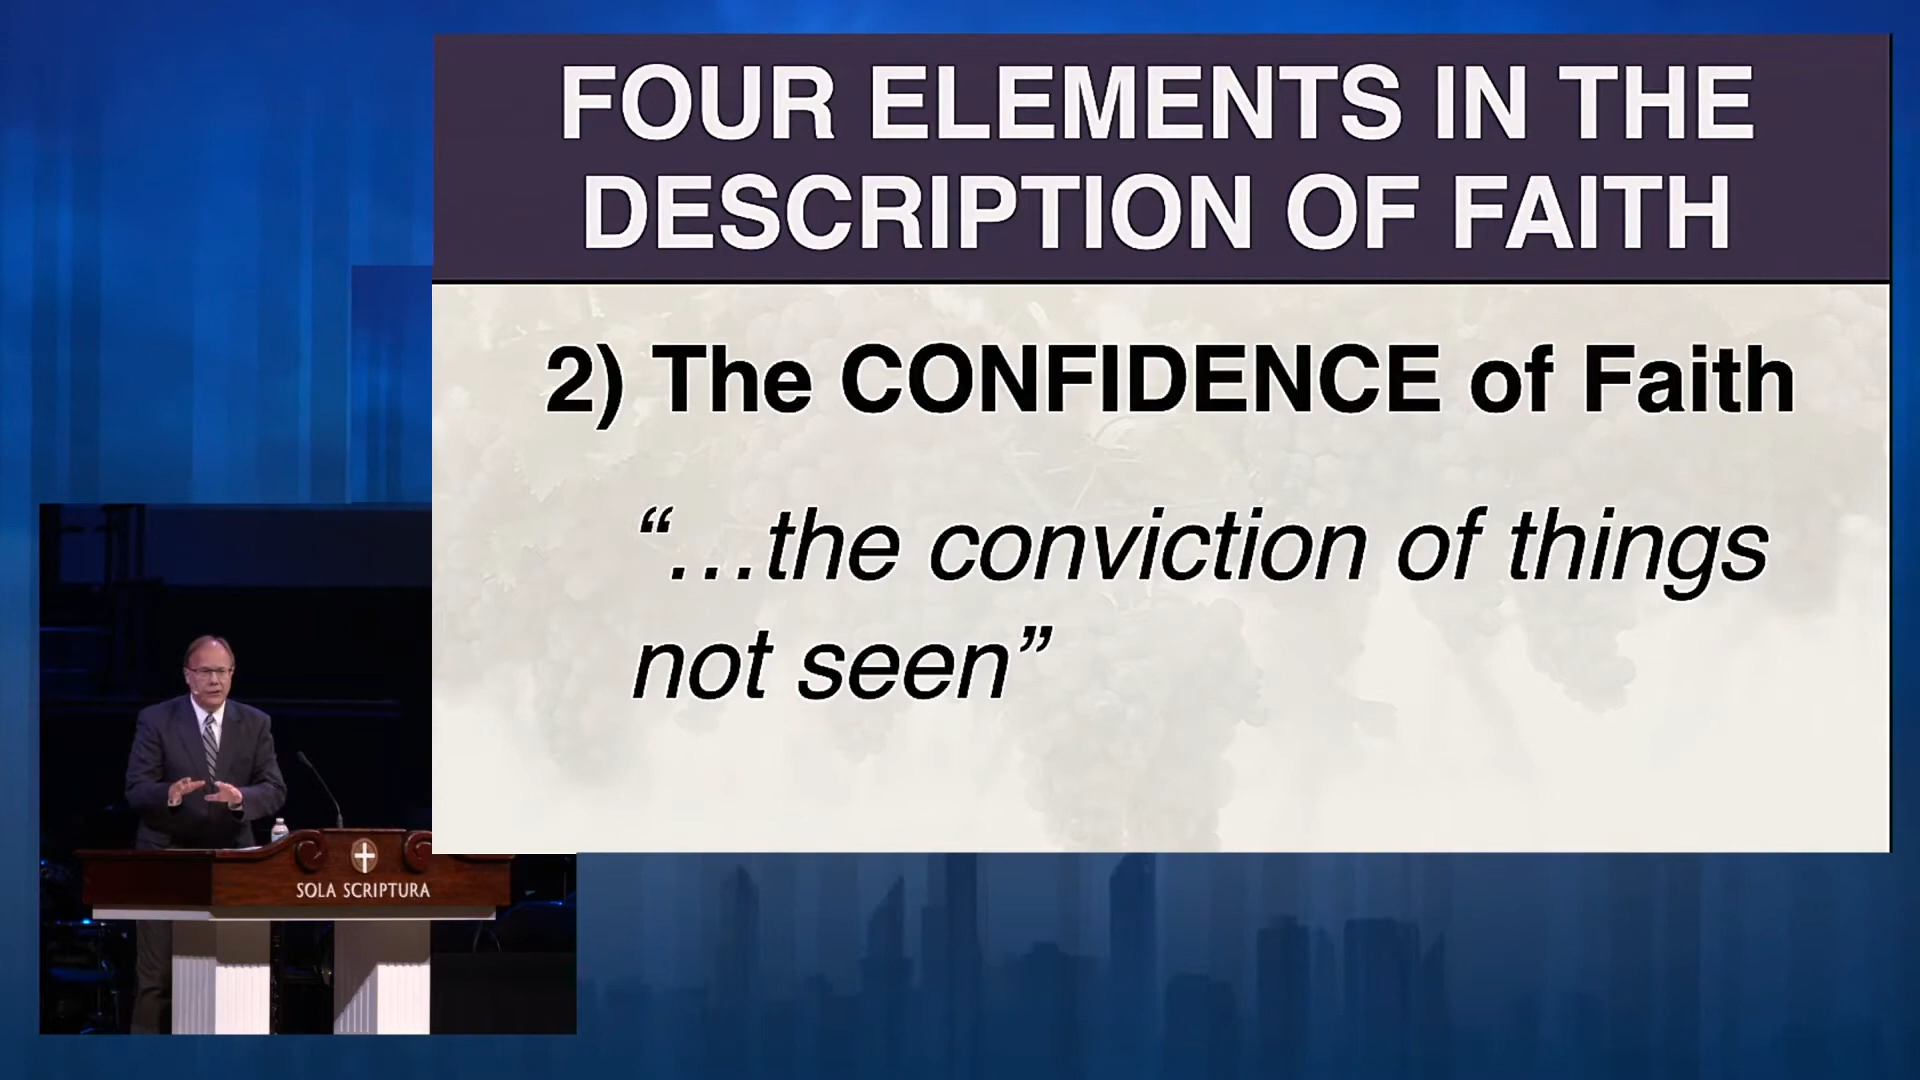 FOUR ELEMENTS IN THE
DESCRIPTION OF FAITH
2) The CONFIDENCE of Faith
“…the conviction of things
not seen”
SOLA SCRIPTURA